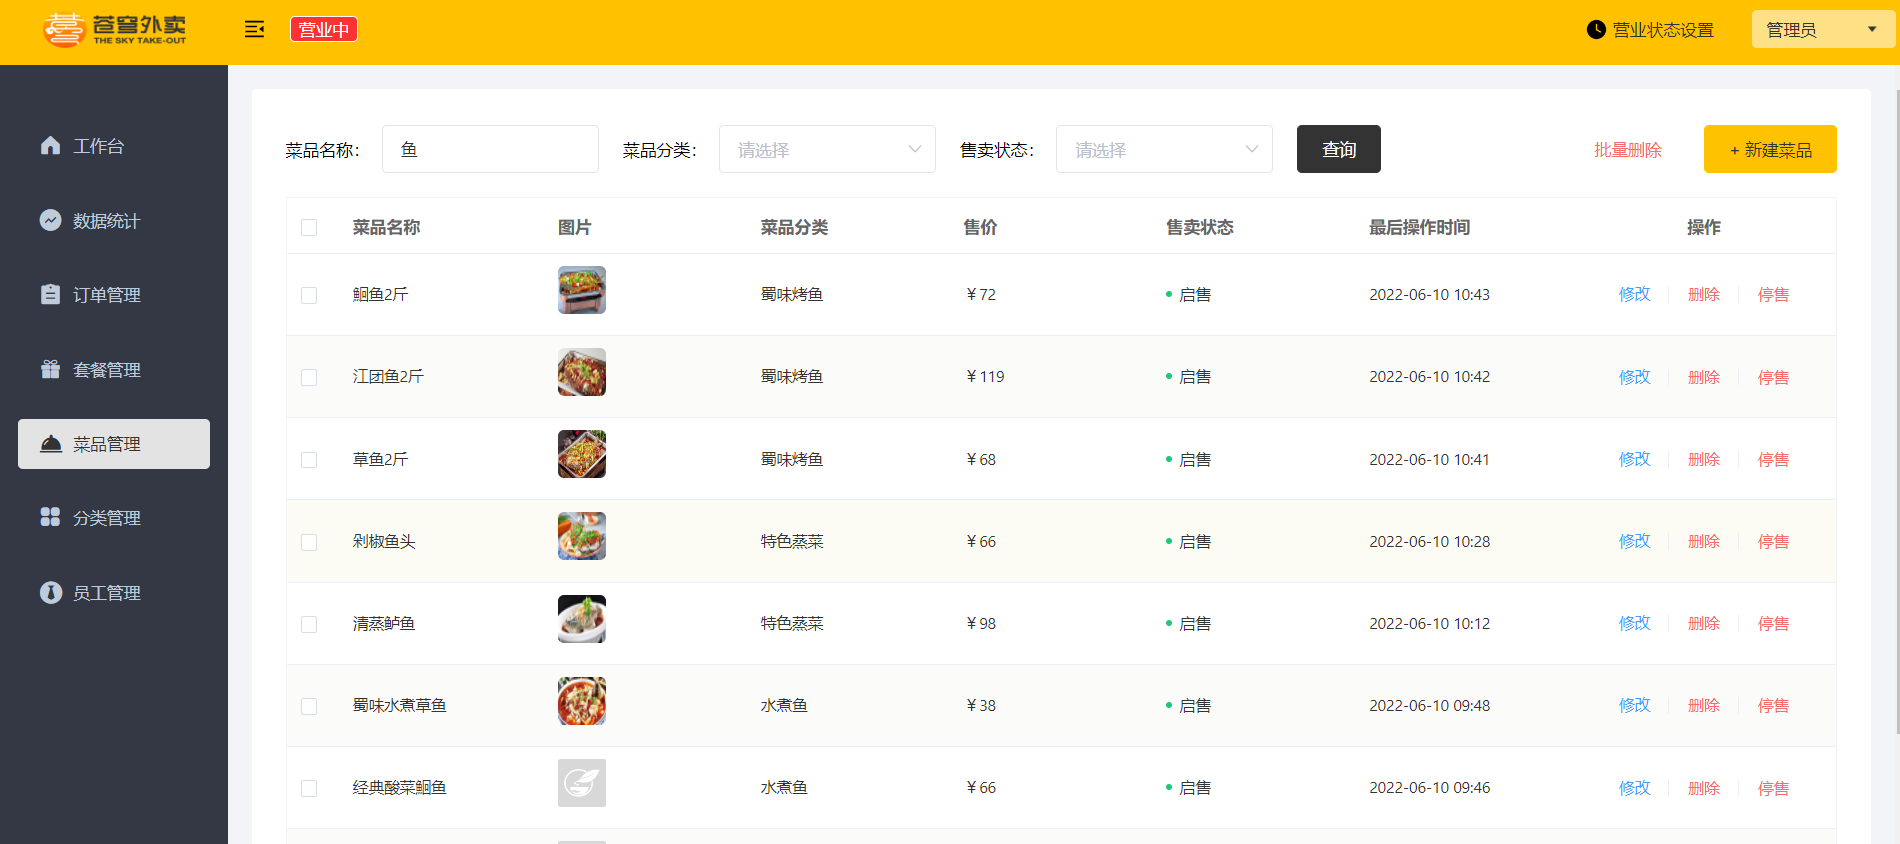 苍穹外卖
THE SKY TAKE-OUT
营业中
营业状态设置
管理员
工作台
数据统计
订单管理
套餐管理
菜品管理
分类管理
员工管理
菜品名称： 鱼 菜品分类： 请选择 售卖状态： 请选择 查询 批量删除 + 新建菜品
菜品名称 图片 菜品分类 售价 售卖状态 最后操作时间 操作
鮰鱼2斤 蜀味烤鱼 ￥72 启售 2022-06-10 10:43 修改 删除 停售
江团鱼2斤 蜀味烤鱼 ￥119 启售 2022-06-10 10:42 修改 删除 停售
草鱼2斤 蜀味烤鱼 ￥68 启售 2022-06-10 10:41 修改 删除 停售
剁椒鱼头 特色蒸菜 ￥66 启售 2022-06-10 10:28 修改 删除 停售
清蒸鲈鱼 特色蒸菜 ￥98 启售 2022-06-10 10:12 修改 删除 停售
蜀味水煮草鱼 水煮鱼 ￥38 启售 2022-06-10 09:48 修改 删除 停售
经典酸菜鮰鱼 水煮鱼 ￥66 启售 2022-06-10 09:46 修改 删除 停售